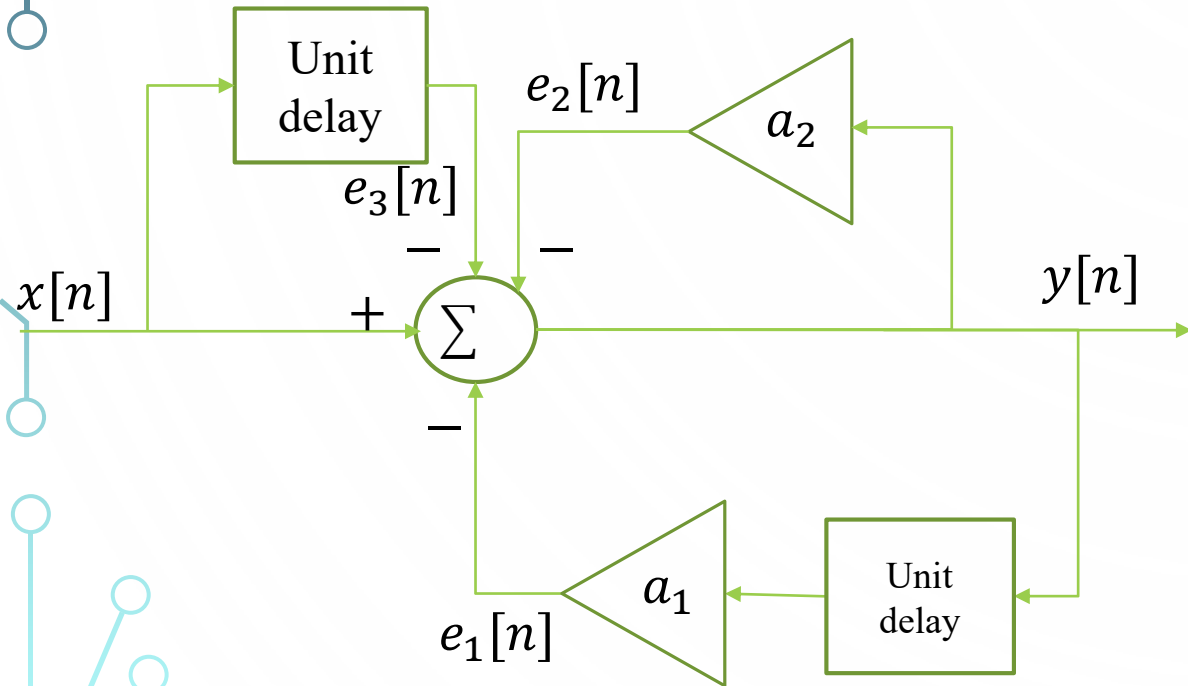 Unit
delay
e₂[n]
a₂
e₃[n]
−
−
x[n]
+
∑
y[n]
−
a₁
Unit
delay
e₁[n]